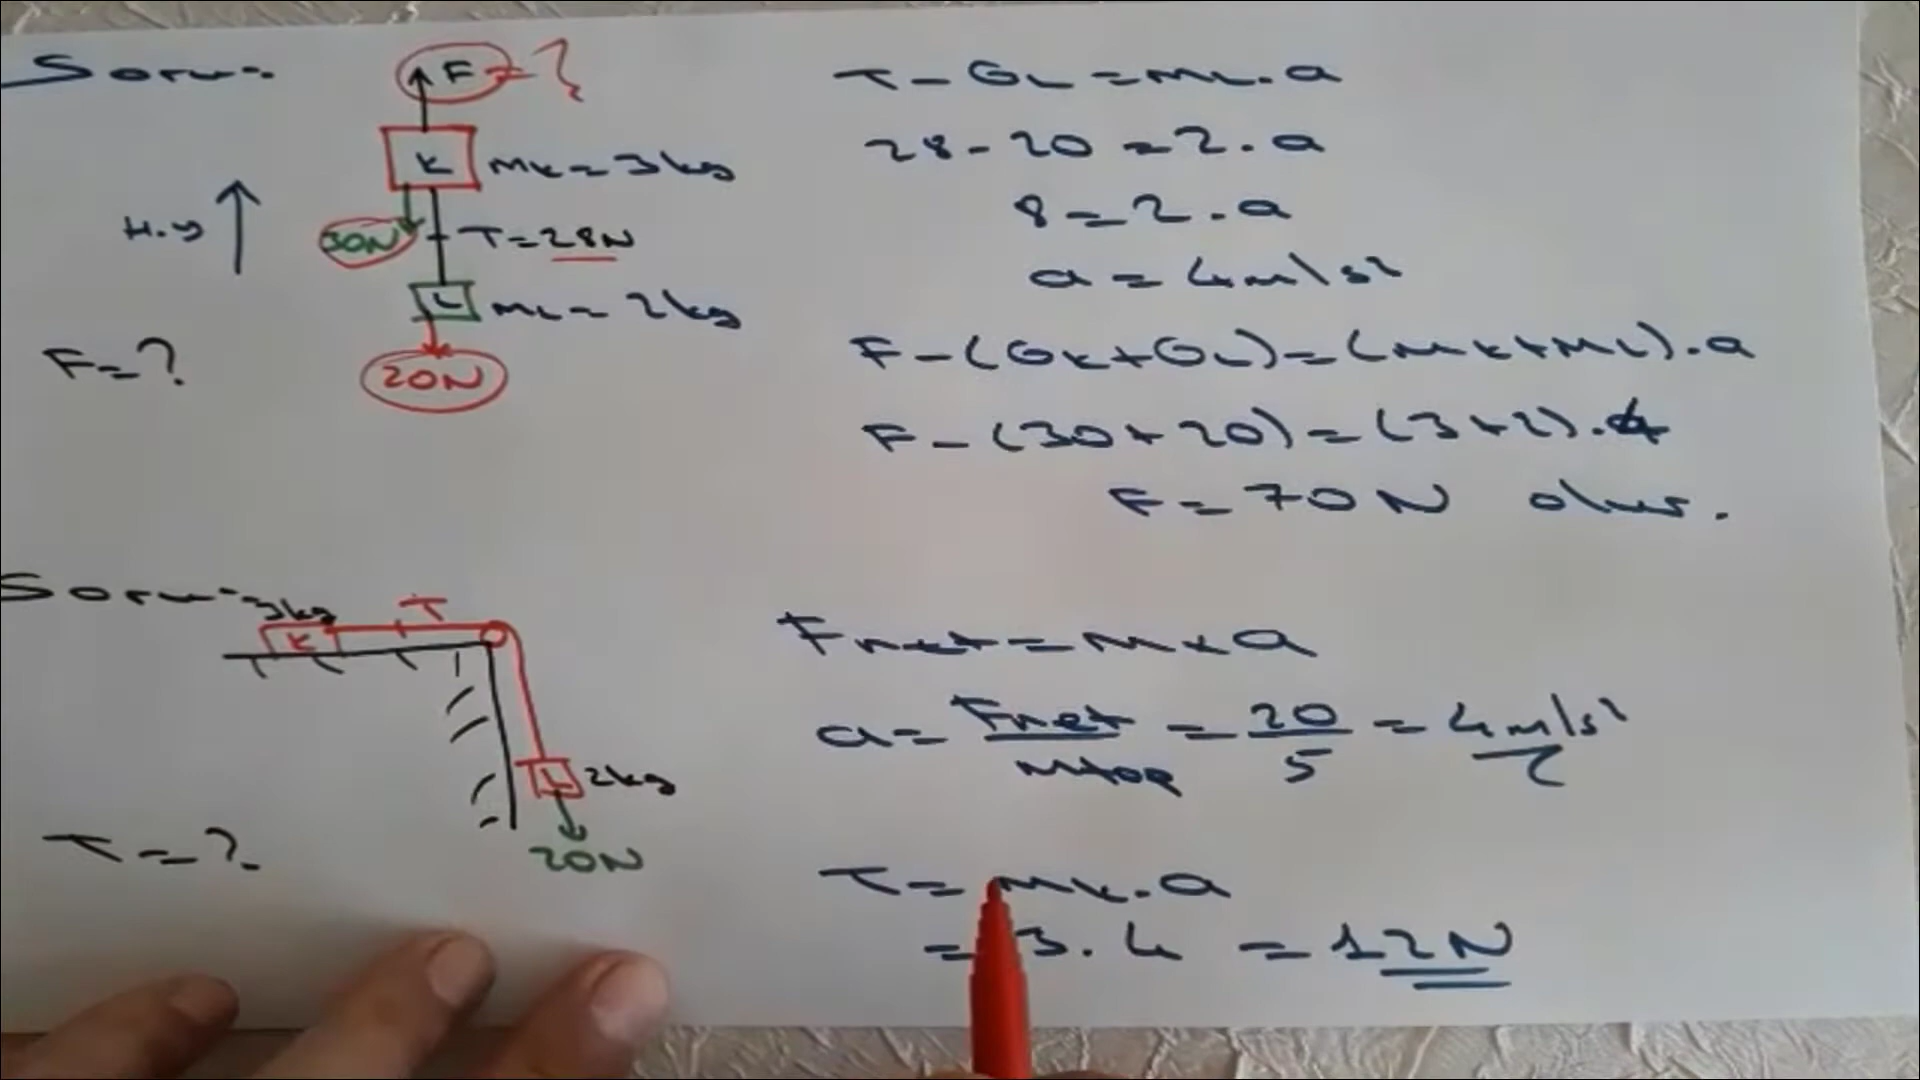 Soru:
F = ?
K mK = 3kg
H.y
30N
T = 28N
L mL = 2kg
F = ?
20N
T - GL = mL.a
28 - 20 = 2.a
8 = 2.a
a = 4m/s²
F - (GK + GL) = (mK + mL).a
F - (30 + 20) = (3 + 2).4
F = 70N olur.
Soru:
3kg
K
T
L 2kg
20N
T = ?
Fnet = mxa
a = Fnet/mtop = 20/5 = 4m/s²
T = mK.a
= 3.4 = 12N